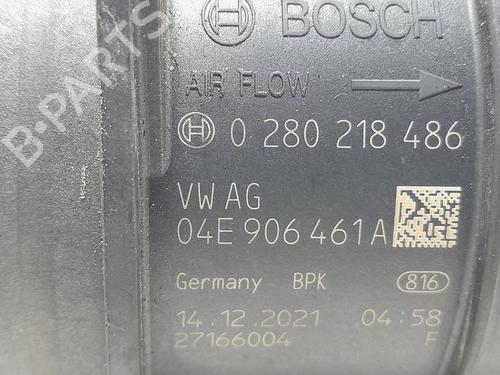 BOSCH
AIR FLOW
0 280 218 486
VW AG
04E 906 461 A
Germany BPK 816
14.12.2021 04:58
27166004 F
B-PARTS